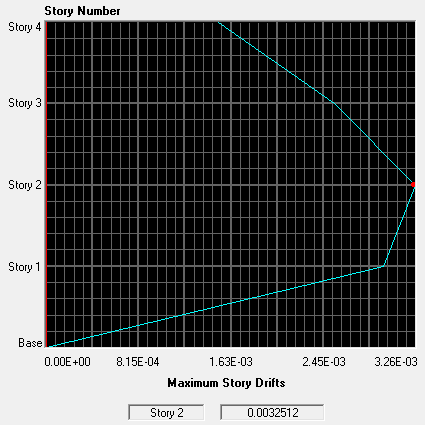 Story Number
Story 4
Story 3
Story 2
Story 1
Base
0.00E+00 8.15E-04 1.63E-03 2.45E-03 3.26E-03
Maximum Story Drifts
Story 2 0.0032512